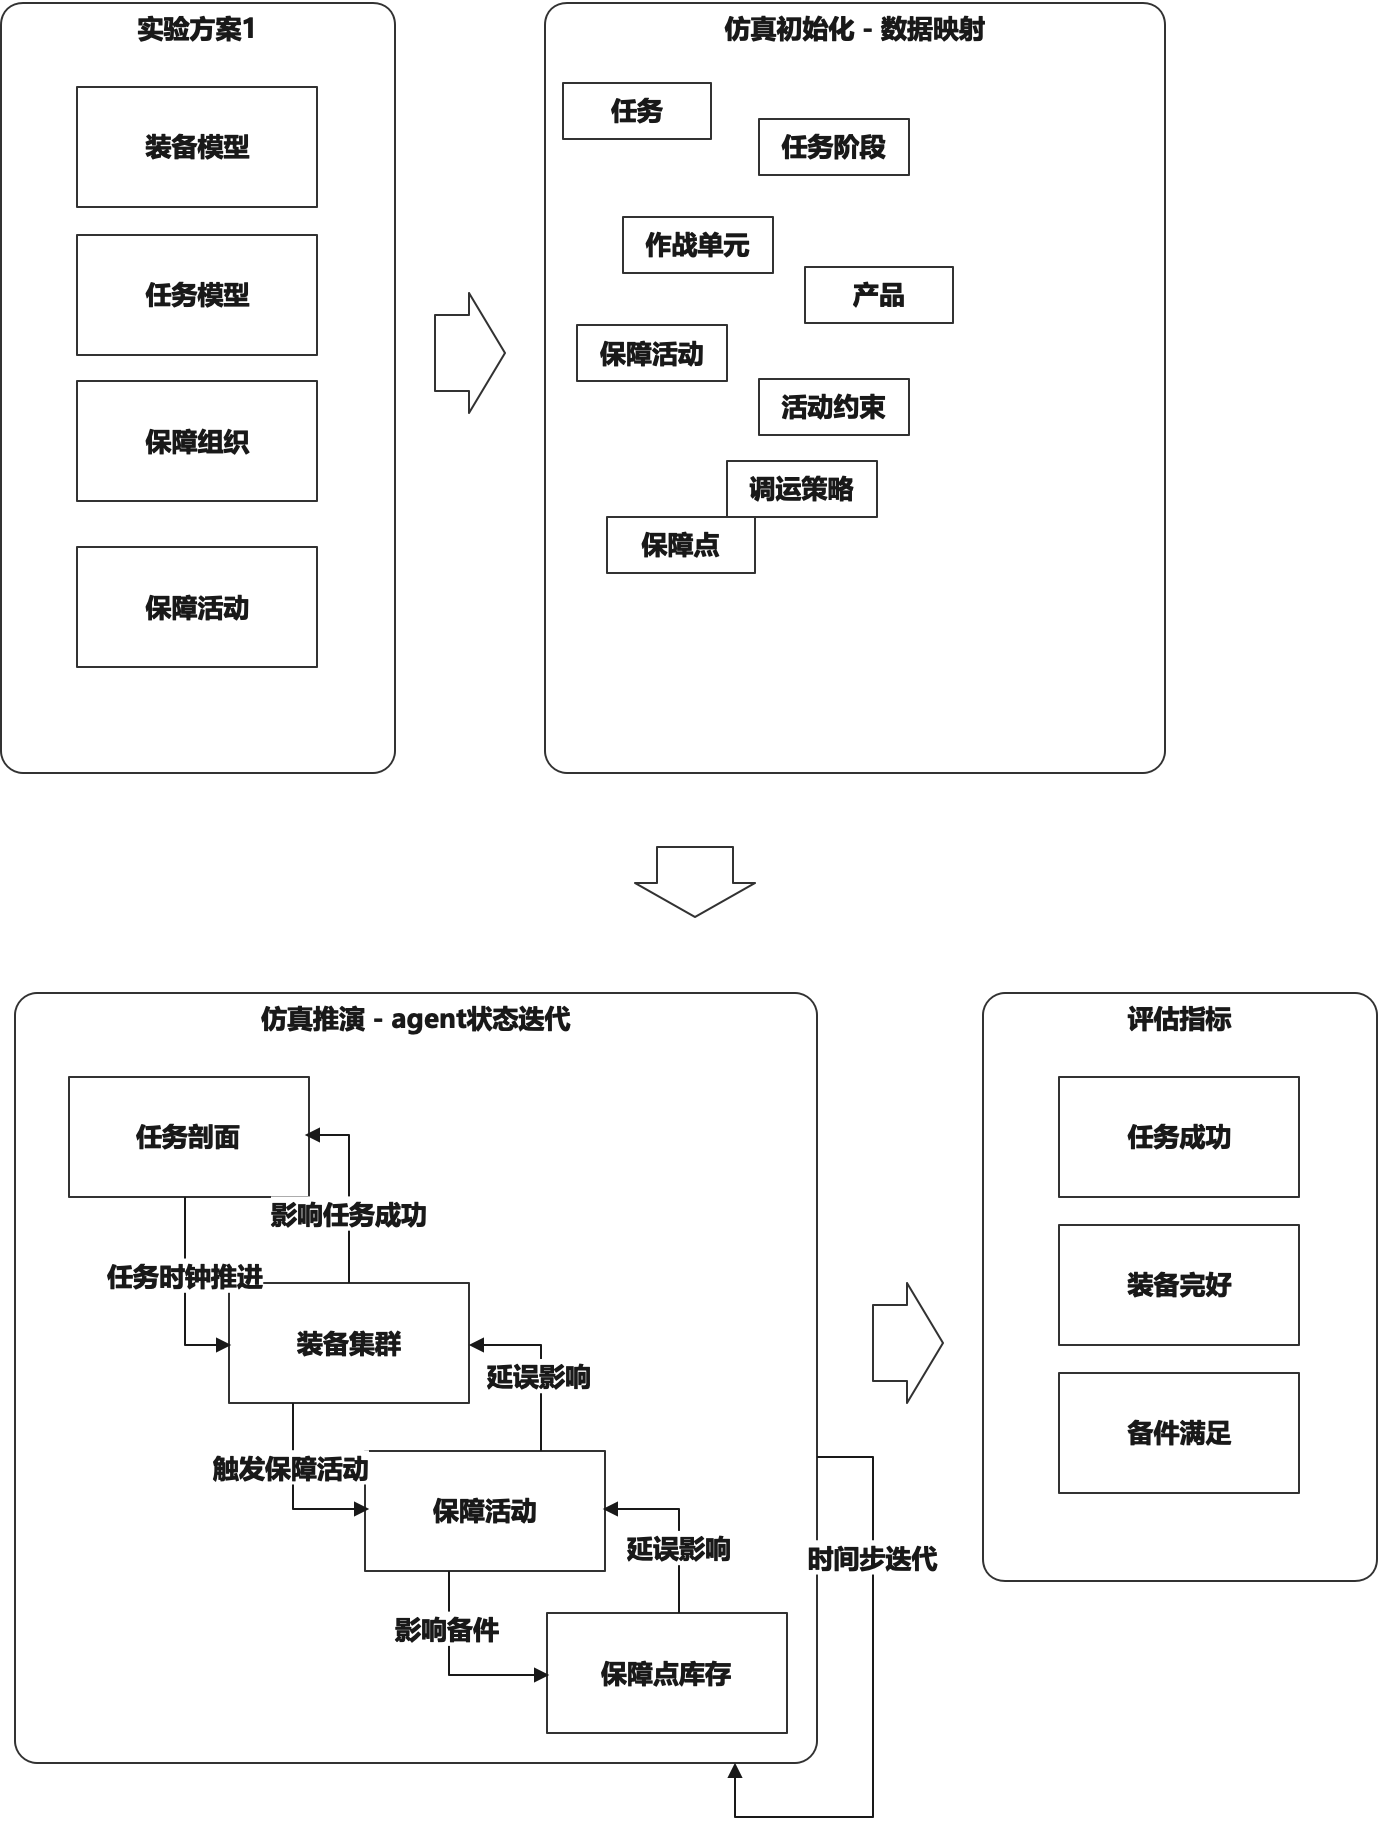 实验方案1
装备模型
任务模型
保障组织
保障活动
仿真初始化 - 数据映射
任务
任务阶段
作战单元
产品
保障活动
活动约束
调运策略
保障点
仿真推演 - agent状态迭代
任务剖面
影响任务成功
任务时钟推进
装备集群
延误影响
触发保障活动
保障活动
延误影响
影响备件
保障点库存
时间步迭代
评估指标
任务成功
装备完好
备件满足